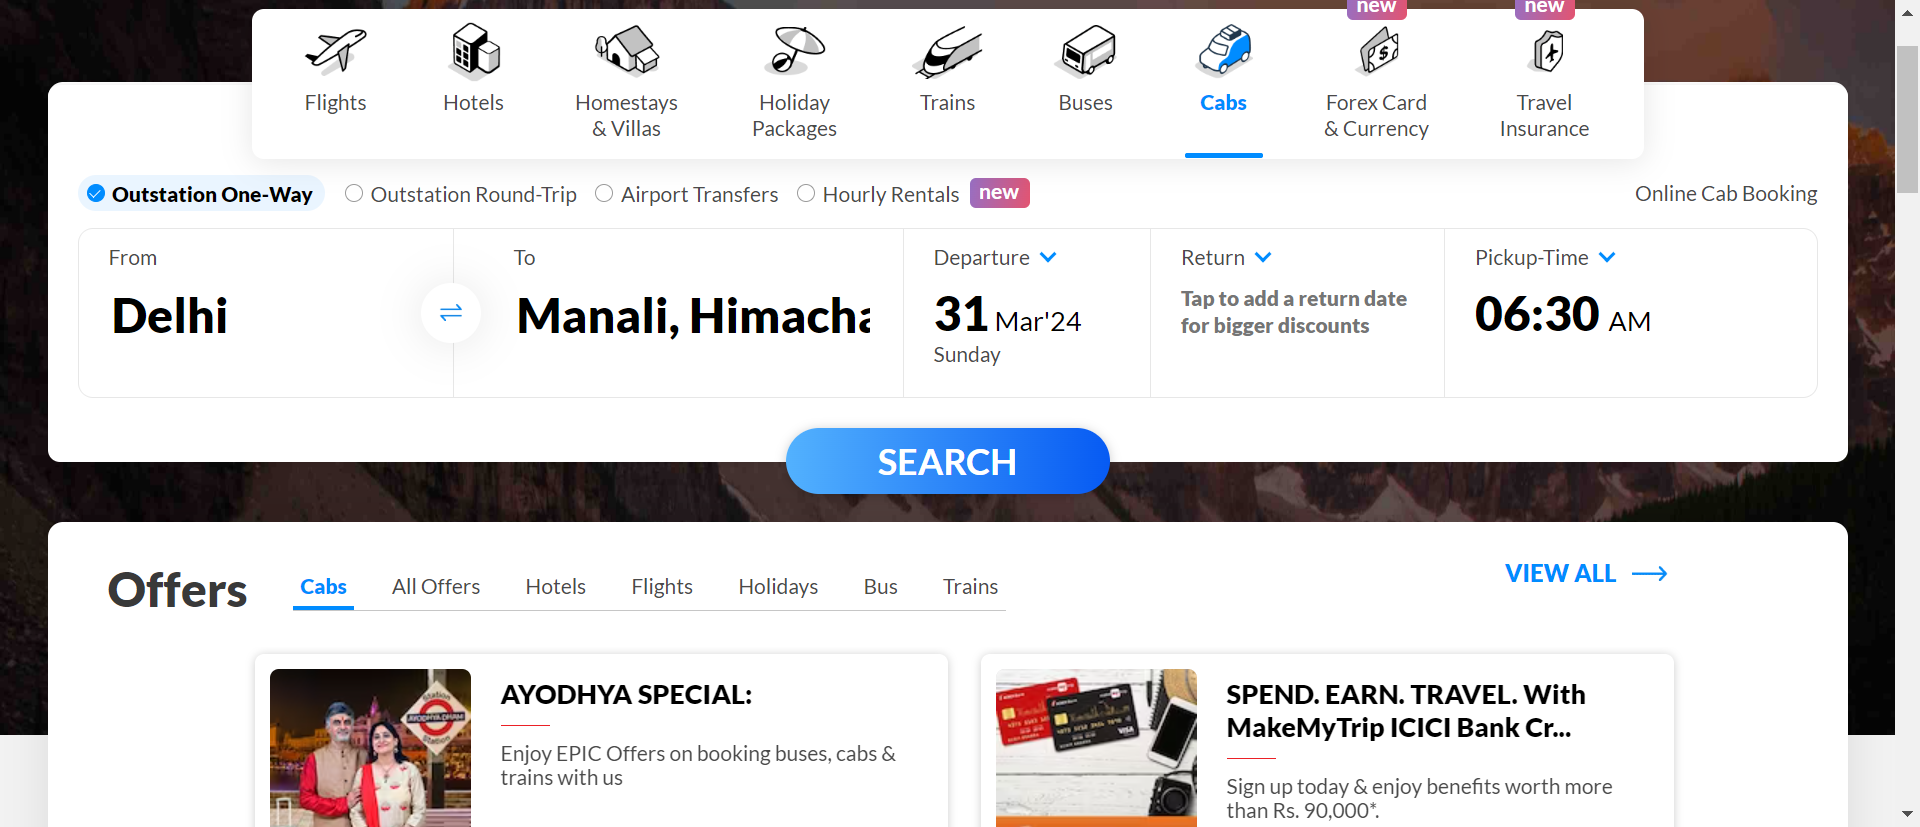 new
new
Flights
Hotels
Homestays
& Villas
Holiday
Packages
Trains
Buses
Cabs
Forex Card
& Currency
Travel
Insurance
Outstation One-Way
Outstation Round-Trip
Airport Transfers
Hourly Rentals
new
Online Cab Booking
From
Delhi
To
Manali, Himacha
Departure
31 Mar'24
Sunday
Return
Tap to add a return date
for bigger discounts
Pickup-Time
06:30 AM
SEARCH
Offers
Cabs
All Offers
Hotels
Flights
Holidays
Bus
Trains
VIEW ALL
Station
AYODHYA DHAM
Station
AYODHYA SPECIAL:
Enjoy EPIC Offers on booking buses, cabs &
trains with us
VISA
SPEND. EARN. TRAVEL. With
MakeMyTrip ICICI Bank Cr...
Sign up today & enjoy benefits worth more
than Rs. 90,000*.